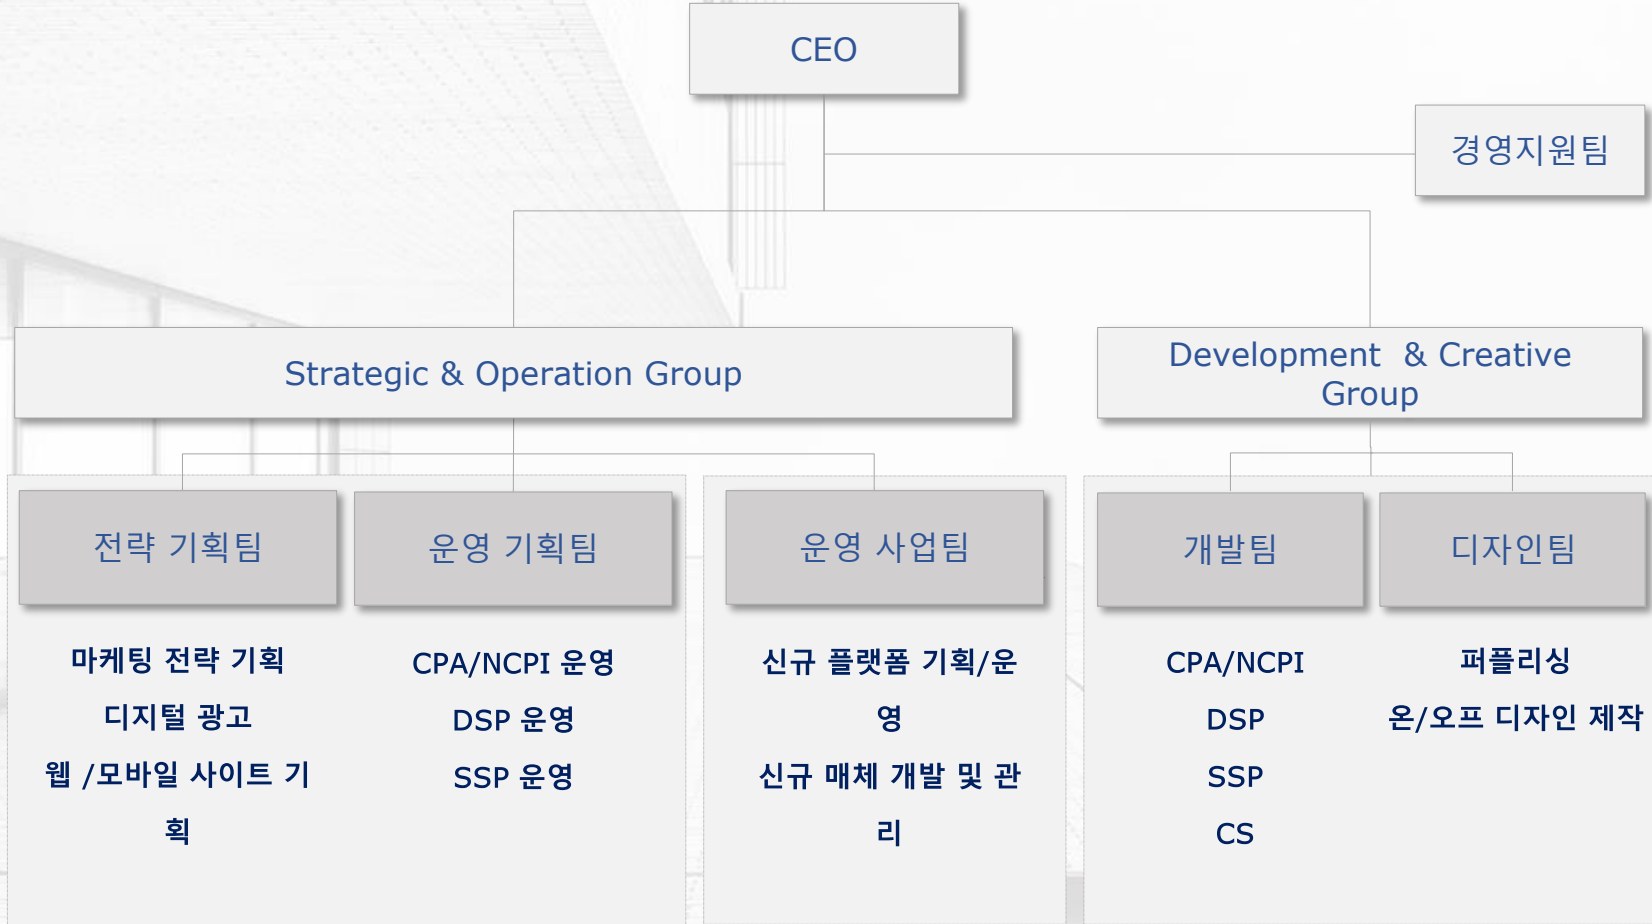 CEO
경영지원팀
Strategic & Operation Group
Development & Creative
Group
전략 기획팀
운영 기획팀
운영 사업팀
개발팀
디자인팀
마케팅 전략 기획
디지털 광고
웹 /모바일 사이트 기
획
CPA/NCPI 운영
DSP 운영
SSP 운영
신규 플랫폼 기획/운
영
신규 매체 개발 및 관
리
CPA/NCPI
DSP
SSP
CS
퍼플리싱
온/오프 디자인 제작